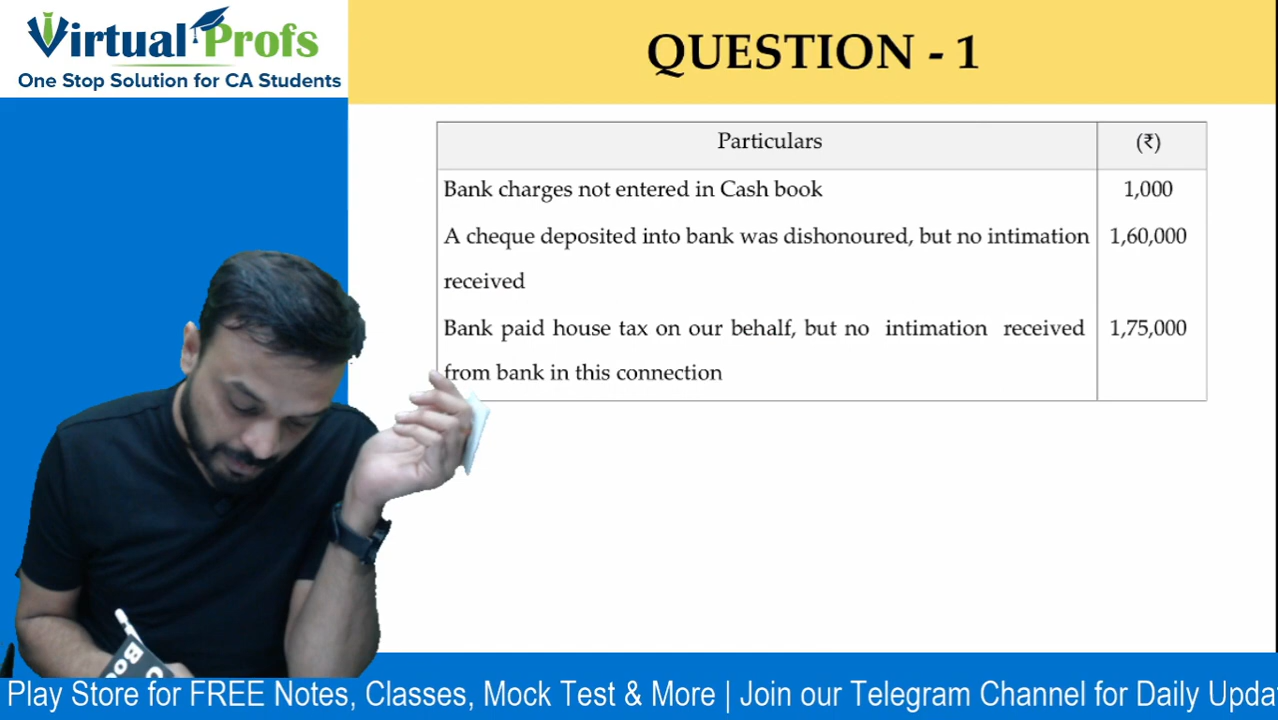 Virtual Profs
One Stop Solution for CA Students
QUESTION - 1
Particulars (₹)
Bank charges not entered in Cash book 1,000
A cheque deposited into bank was dishonoured, but no intimation 1,60,000
received
Bank paid house tax on our behalf, but no intimation received 1,75,000
from bank in this connection
Play Store for FREE Notes, Classes, Mock Test & More | Join our Telegram Channel for Daily Upda